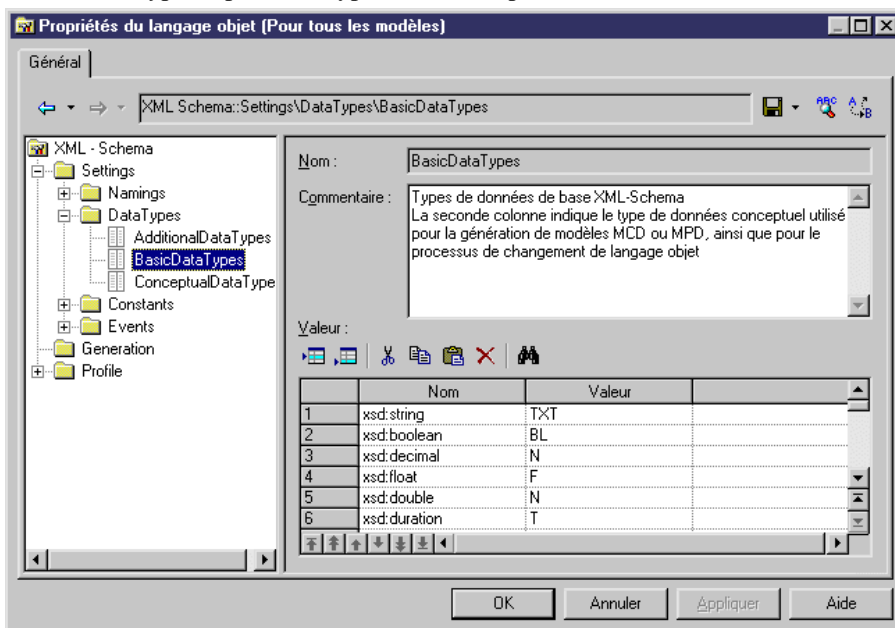 Propriétés du langage objet (Pour tous les modèles)
Général
XML Schema::Settings\DataTypes\BasicDataTypes
XML - Schema
Settings
Namings
DataTypes
AdditionalDataTypes
BasicDataTypes
ConceptualDataType
Constants
Events
Generation
Profile
Nom :
BasicDataTypes
Commentaire :
Types de données de base XML-Schema
La seconde colonne indique le type de données conceptuel utilisé
pour la génération de modèles MCD ou MPD, ainsi que pour le
processus de changement de langage objet
Valeur :
Nom Valeur
1 xsd:string TXT
2 xsd:boolean BL
3 xsd:decimal N
4 xsd:float F
5 xsd:double N
6 xsd:duration T
OK Annuler Appliquer Aide